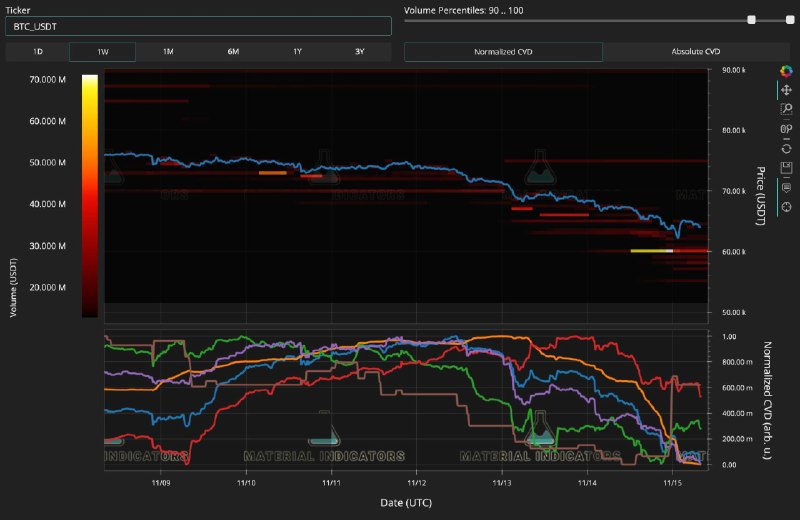 Ticker
BTC_USDT
Volume Percentiles: 90 .. 100
1D 1W 1M 6M 1Y 3Y
Normalized CVD Absolute CVD
70.000 M
60.000 M
50.000 M
40.000 M
30.000 M
20.000 M
Volume (USDT)
90.00 k
80.00 k
70.00 k
60.00 k
50.00 k
Price (USDT)
1.00
800.00 m
600.00 m
400.00 m
200.00 m
0.00
Normalized CVD (arb. u.)
INDICATORS
MATERIAL INDICATORS
MATERIAL INDICATORS
MAT
11/09 11/10 11/11 11/12 11/13 11/14 11/15
Date (UTC)